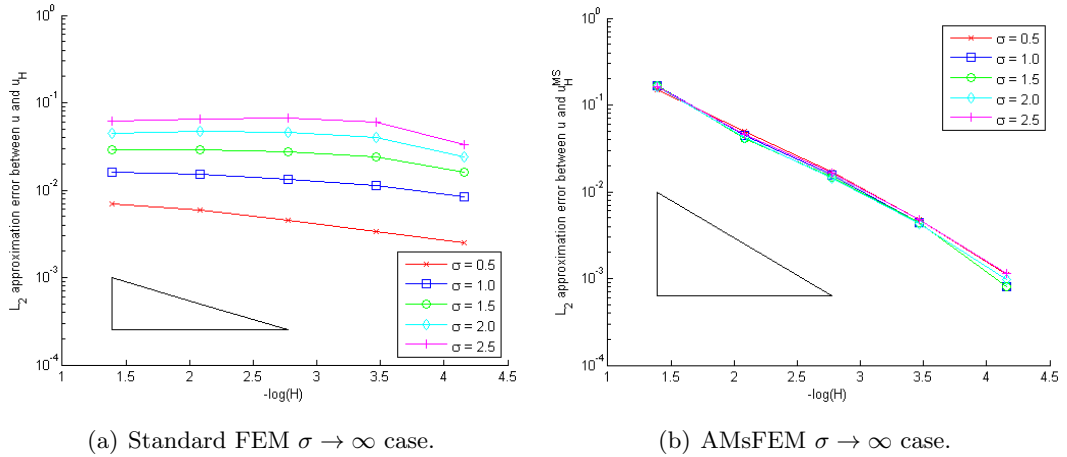 10^0
10^-1
10^-2
10^-3
10^-4
L_2 approximation error between u and u_H
1 1.5 2 2.5 3 3.5 4 4.5
-log(H)
σ = 0.5
σ = 1.0
σ = 1.5
σ = 2.0
σ = 2.5
(a) Standard FEM σ → ∞ case.
10^0
10^-1
10^-2
10^-3
10^-4
L_2 approximation error between u and u_H^MS
1 1.5 2 2.5 3 3.5 4 4.5
-log(H)
σ = 0.5
σ = 1.0
σ = 1.5
σ = 2.0
σ = 2.5
(b) AMsFEM σ → ∞ case.